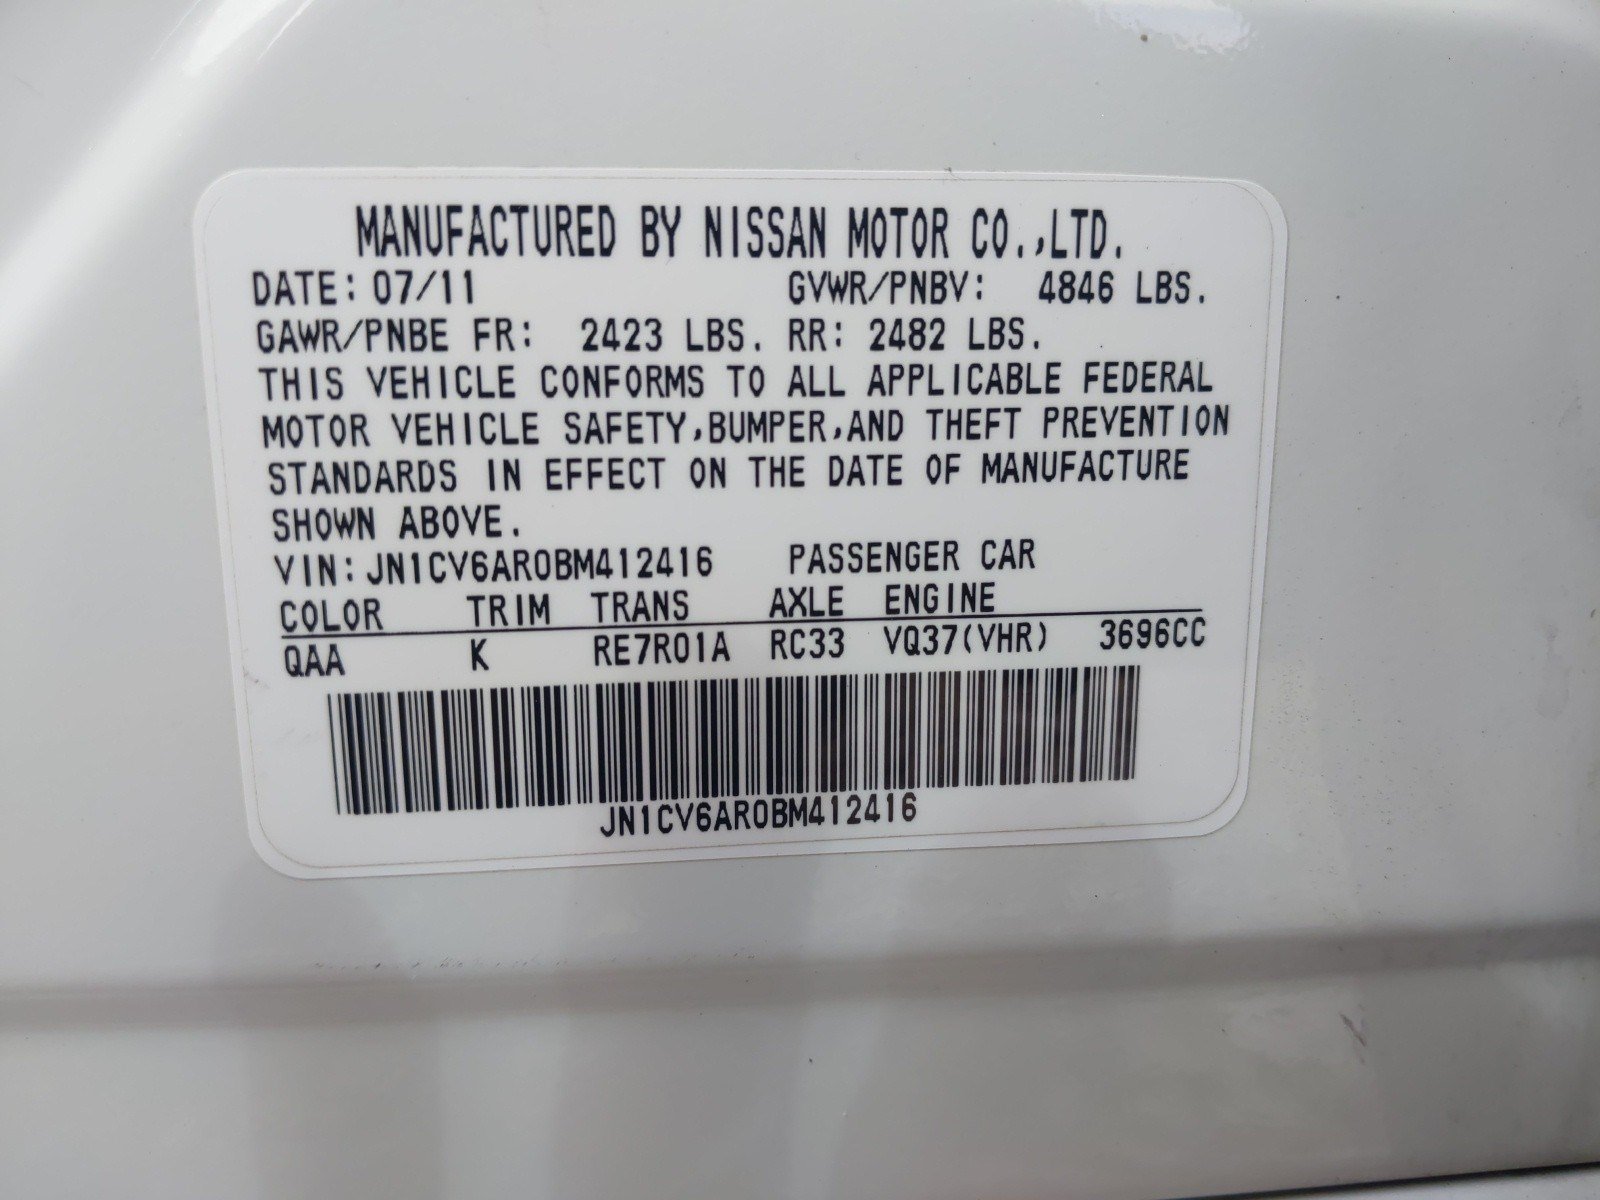 MANUFACTURED BY NISSAN MOTOR CO.,LTD.
DATE: 07/11 GVWR/PNBV: 4846 LBS.
GAWR/PNBE FR: 2423 LBS. RR: 2482 LBS.
THIS VEHICLE CONFORMS TO ALL APPLICABLE FEDERAL
MOTOR VEHICLE SAFETY,BUMPER,AND THEFT PREVENTION
STANDARDS IN EFFECT ON THE DATE OF MANUFACTURE
SHOWN ABOVE.
VIN: JN1CV6AR0BM412416 PASSENGER CAR
COLOR TRIM TRANS AXLE ENGINE
QAA K RE7R01A RC33 VQ37(VHR) 3696CC
JN1CV6AR0BM412416